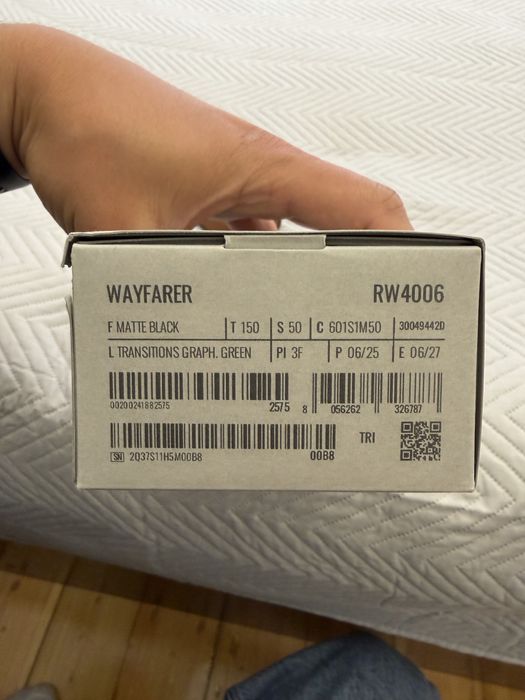 WAYFARER RW4006
F MATTE BLACK T 150 S 50 C 601S1M50 30049442D
L TRANSITIONS GRAPH. GREEN PI 3F P 06/25 E 06/27
00200241882575 2575 8 056262 326787
SN 2Q37S11H5M00B8 00B8 TRI